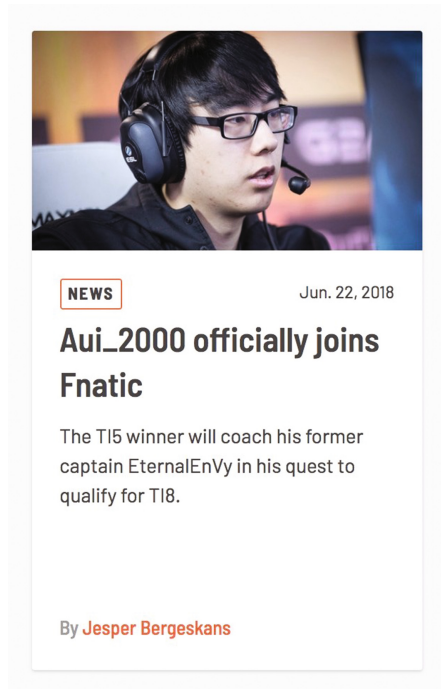 ESL
NEWS
Jun. 22, 2018
Aui_2000 officially joins
Fnatic
The TI5 winner will coach his former
captain EternalEnVy in his quest to
qualify for TI8.
By Jesper Bergeskans